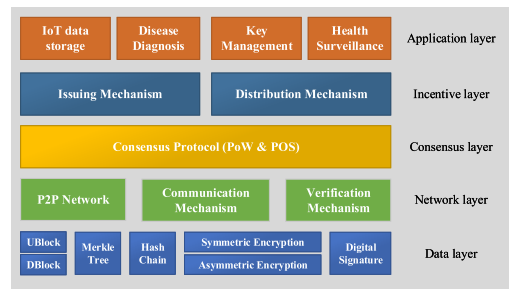 IoT data
storage
Disease
Diagnosis
Key
Management
Health
Surveillance
Application layer
Issuing Mechanism
Distribution Mechanism
Incentive layer
Consensus Protocol (PoW & POS)
Consensus layer
P2P Network
Communication
Mechanism
Verification
Mechanism
Network layer
UBlock
DBlock
Merkle
Tree
Hash
Chain
Symmetric Encryption
Asymmetric Encryption
Digital
Signature
Data layer